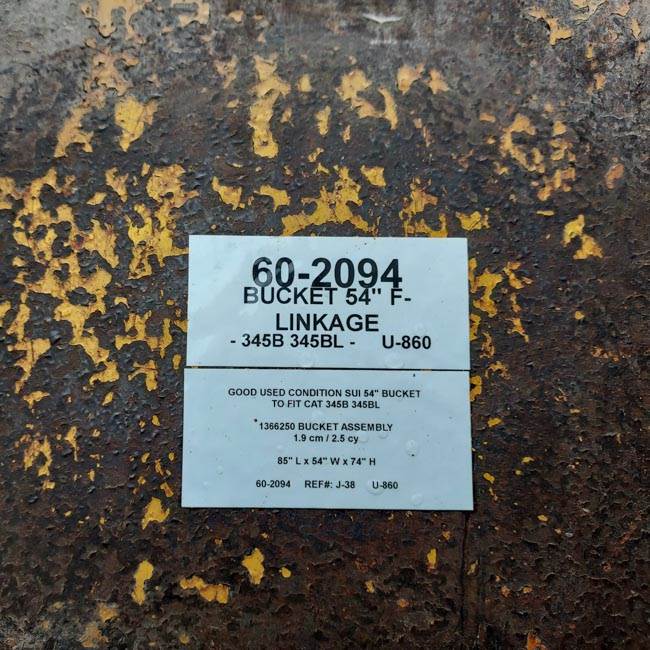 60-2094
BUCKET 54" F-
LINKAGE
- 345B 345BL - U-860
GOOD USED CONDITION SUI 54" BUCKET
TO FIT CAT 345B 345BL
*1366250 BUCKET ASSEMBLY
1.9 cm / 2.5 cy
85" L x 54" W x 74" H
60-2094 REF#: J-38 U-860